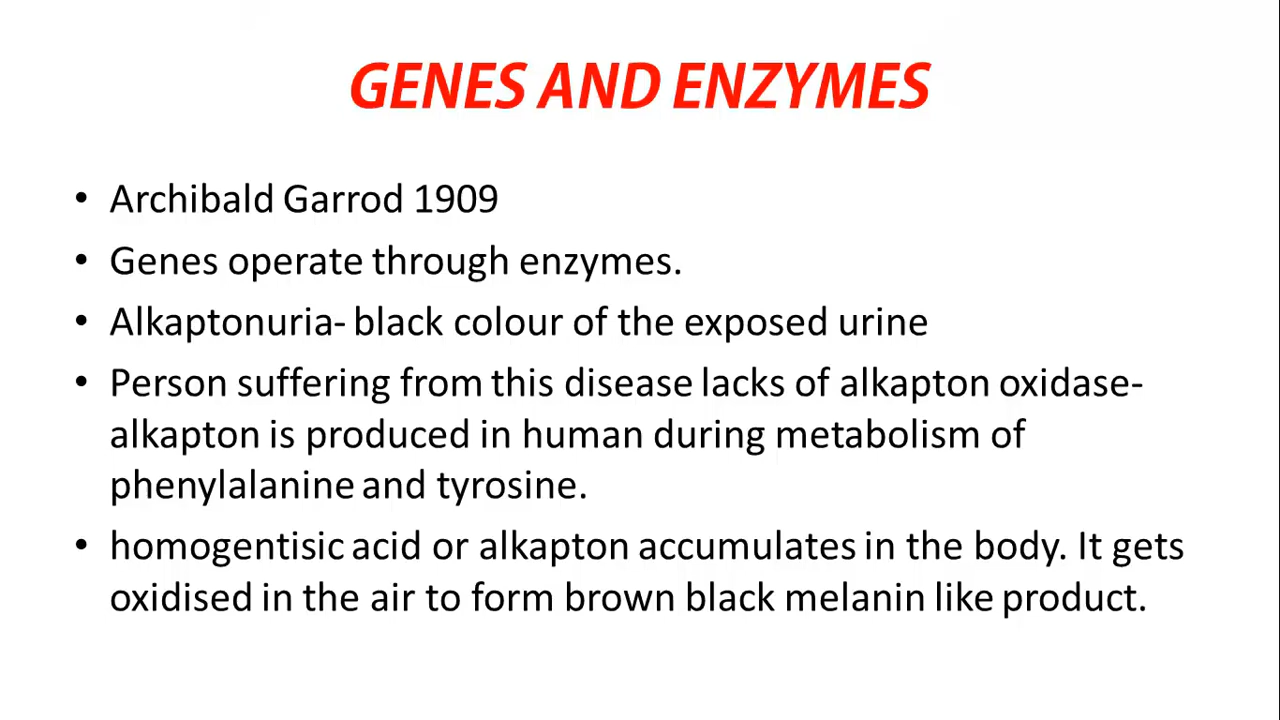 GENES AND ENZYMES
• Archibald Garrod 1909
• Genes operate through enzymes.
• Alkaptonuria- black colour of the exposed urine
• Person suffering from this disease lacks of alkapton oxidase-
alkapton is produced in human during metabolism of
phenylalanine and tyrosine.
• homogentisic acid or alkapton accumulates in the body. It gets
oxidised in the air to form brown black melanin like product.